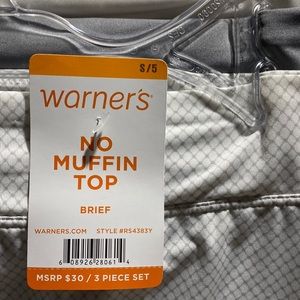 S/5
warner's®
NO
MUFFIN
TOP
BRIEF
WARNERS.COM STYLE #RS4383Y
6 08926 28061 4
MSRP $30 / 3 PIECE SET